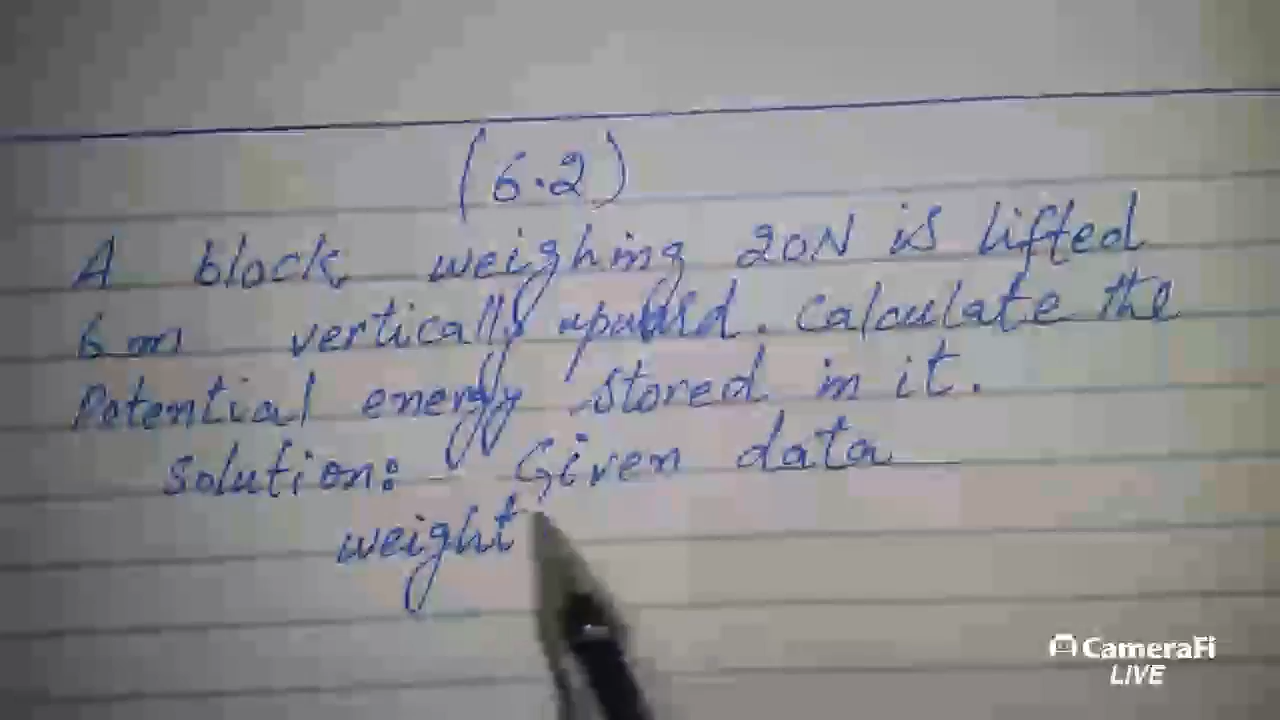 (6.2)
A block weighing 20N is lifted
6m vertically upward. Calculate the
Potential energy stored in it.
Solution:- Given data
weight
CameraFi
LIVE